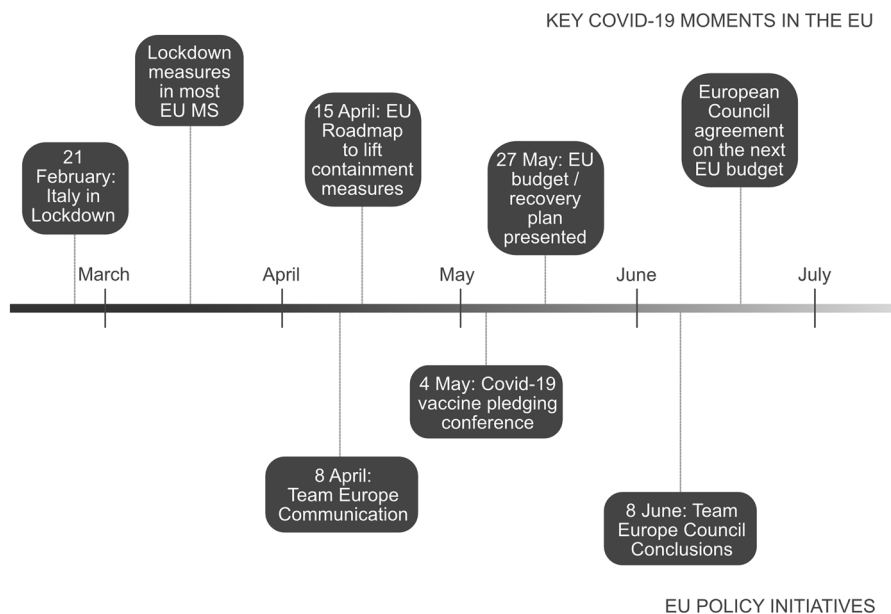 KEY COVID-19 MOMENTS IN THE EU
Lockdown
measures
in most
EU MS
21
February:
Italy in
Lockdown
15 April: EU
Roadmap
to lift
containment
measures
27 May: EU
budget /
recovery
plan
presented
European
Council
agreement
on the next
EU budget
March
April
May
June
July
4 May: Covid-19
vaccine pledging
conference
8 April:
Team Europe
Communication
8 June: Team
Europe Council
Conclusions
EU POLICY INITIATIVES